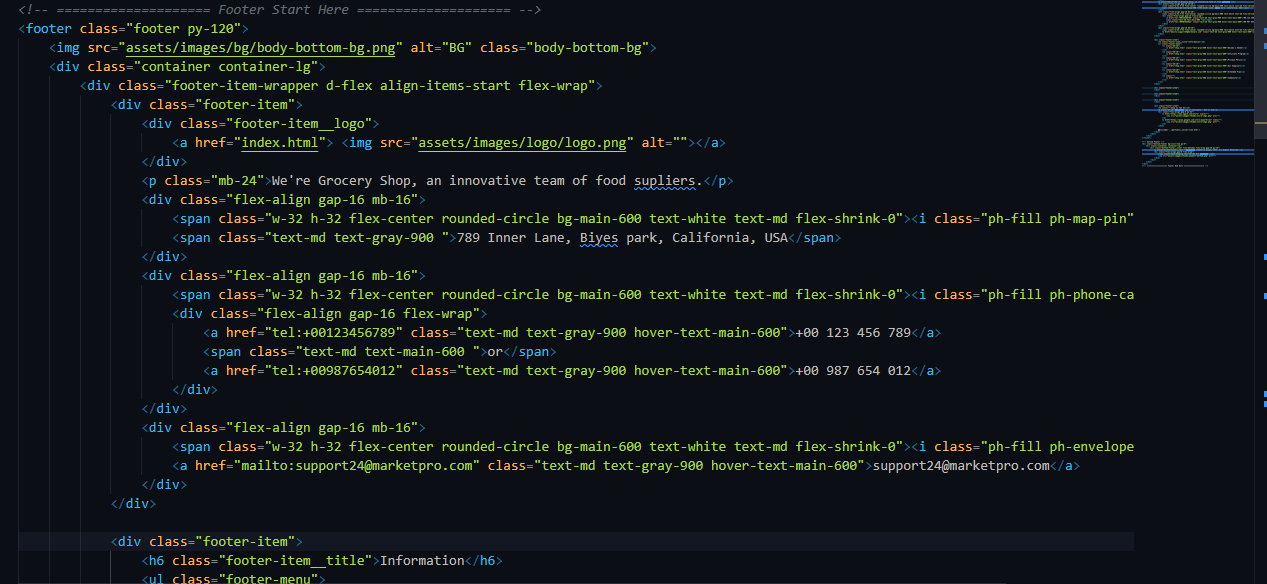 <!-- ==================== Footer Start Here ==================== -->
<footer class="footer py-120">
<img src="assets/images/bg/body-bottom-bg.png" alt="BG" class="body-bottom-bg">
<div class="container container-lg">
<div class="footer-item-wrapper d-flex align-items-start flex-wrap">
<div class="footer-item">
<div class="footer-item__logo">
<a href="index.html"> <img src="assets/images/logo/logo.png" alt=""></a>
</div>
<p class="mb-24">We're Grocery Shop, an innovative team of food supliers.</p>
<div class="flex-align gap-16 mb-16">
<span class="w-32 h-32 flex-center rounded-circle bg-main-600 text-white text-md flex-shrink-0"><i class="ph-fill ph-map-pin"
<span class="text-md text-gray-900 ">789 Inner Lane, Biyes park, California, USA</span>
</div>
<div class="flex-align gap-16 mb-16">
<span class="w-32 h-32 flex-center rounded-circle bg-main-600 text-white text-md flex-shrink-0"><i class="ph-fill ph-phone-ca
<div class="flex-align gap-16 flex-wrap">
<a href="tel:+00123456789" class="text-md text-gray-900 hover-text-main-600">+00 123 456 789</a>
<span class="text-md text-main-600 ">or</span>
<a href="tel:+00987654012" class="text-md text-gray-900 hover-text-main-600">+00 987 654 012</a>
</div>
</div>
<div class="flex-align gap-16 mb-16">
<span class="w-32 h-32 flex-center rounded-circle bg-main-600 text-white text-md flex-shrink-0"><i class="ph-fill ph-envelope
<a href="mailto:support24@marketpro.com" class="text-md text-gray-900 hover-text-main-600">support24@marketpro.com</a>
</div>
</div>
<div class="footer-item">
<h6 class="footer-item__title">Information</h6>
<ul class="footer-menu">